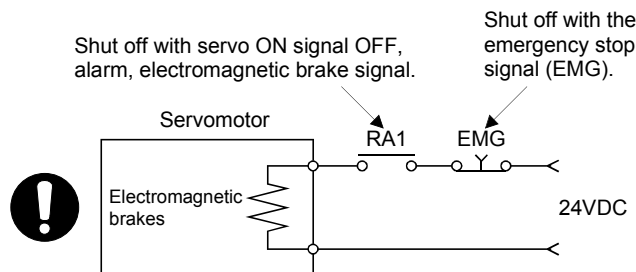 Shut off with servo ON signal OFF,
alarm, electromagnetic brake signal.
Shut off with the
emergency stop
signal (EMG).
Servomotor
RA1
EMG
Electromagnetic
brakes
24VDC